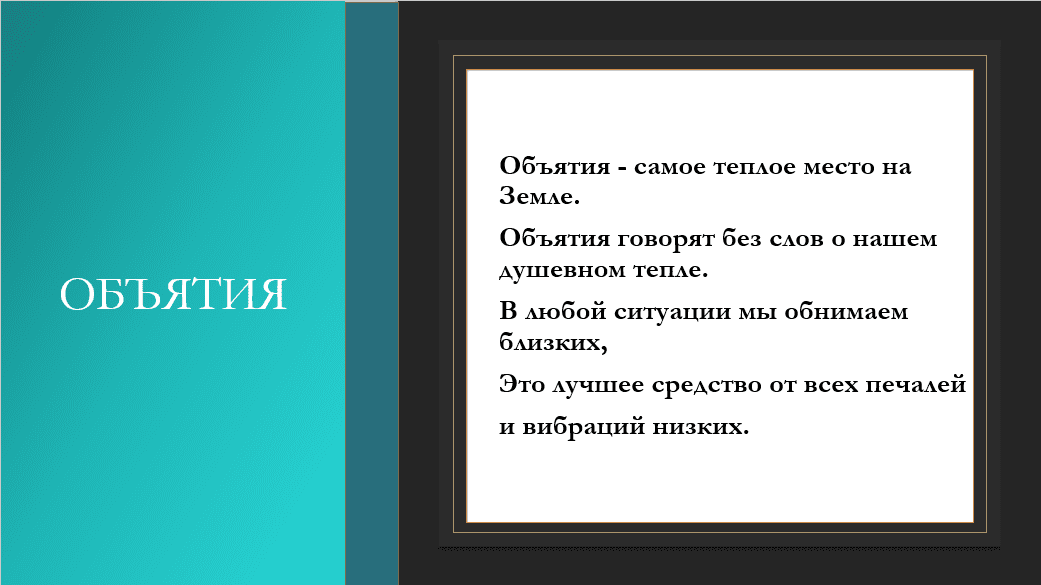 ОБЪЯТИЯ
Объятия - самое теплое место на
Земле.
Объятия говорят без слов о нашем
душевном тепле.
В любой ситуации мы обнимаем
близких,
Это лучшее средство от всех печалей
и вибраций низких.